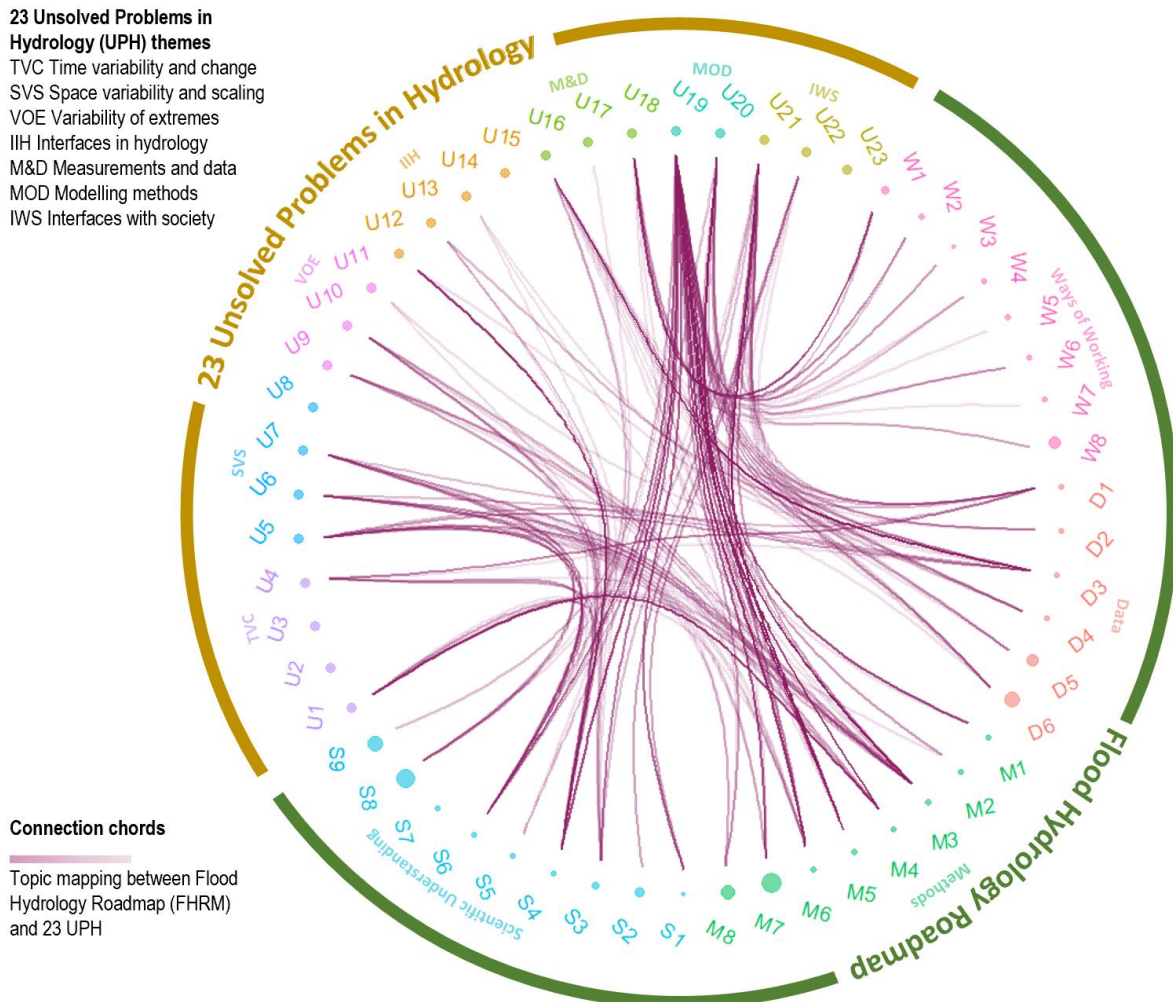 23 Unsolved Problems in
Hydrology (UPH) themes
TVC Time variability and change
SVS Space variability and scaling
VOE Variability of extremes
IIH Interfaces in hydrology
M&D Measurements and data
MOD Modelling methods
IWS Interfaces with society
23 Unsolved Problems in Hydrology
TVC
U1
U2
U3
U4
SVS
U5
U6
U7
U8
VOE
U9
U10
U11
IIH
U12
U13
U14
U15
M&D
U16
U17
U18
MOD
U19
U20
IWS
U21
U22
U23
Flood Hydrology Roadmap
Ways of Working
W1
W2
W3
W4
W5
W6
W7
W8
Data
D1
D2
D3
D4
D5
D6
Methods
M1
M2
M3
M4
M5
M6
M7
M8
Scientific Understanding
S1
S2
S3
S4
S5
S6
S7
S8
S9
Connection chords
Topic mapping between Flood
Hydrology Roadmap (FHRM)
and 23 UPH